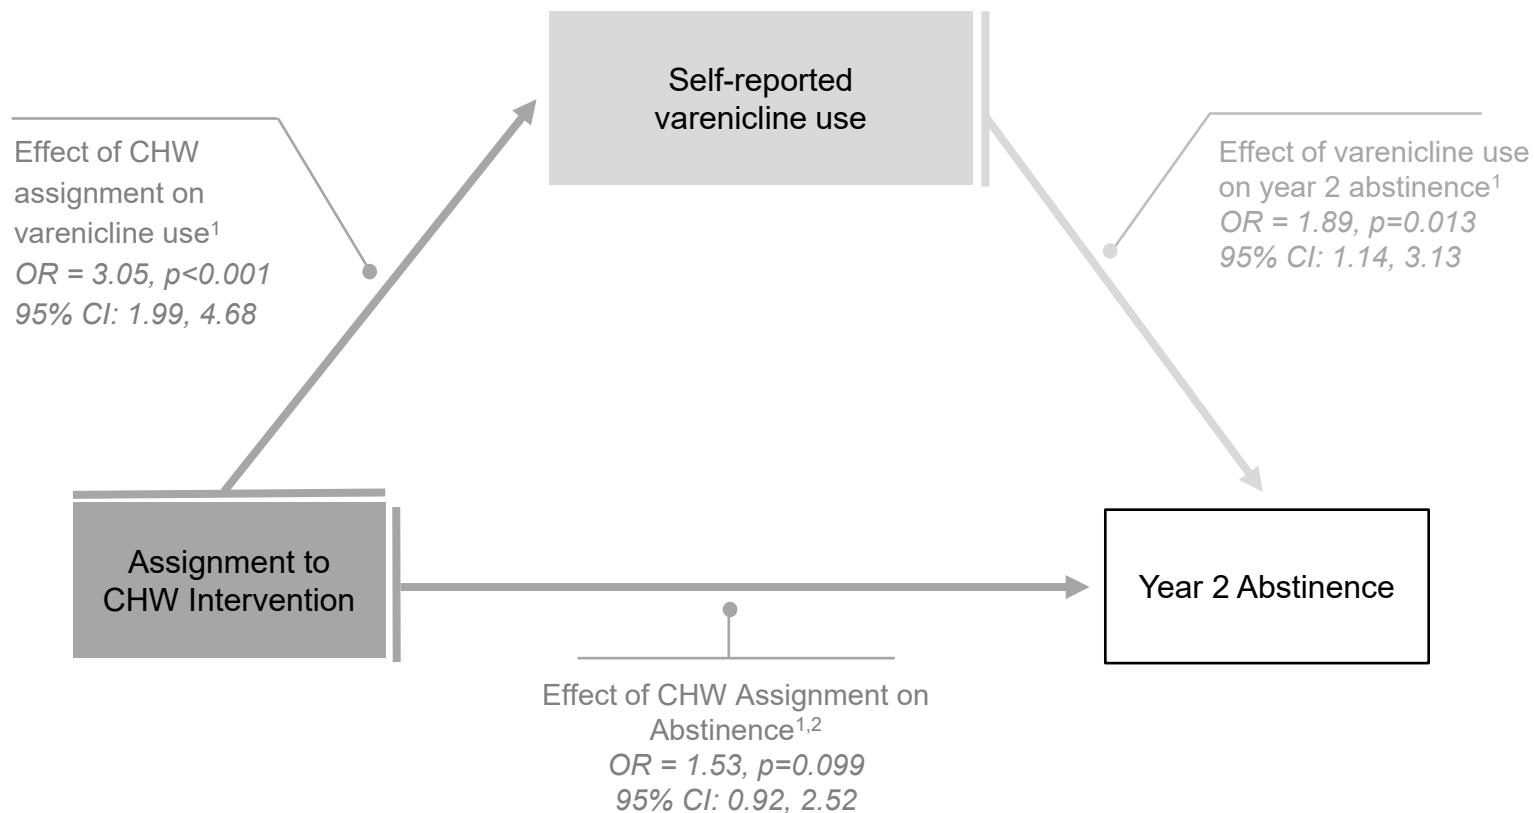 Self-reported
varenicline use
Effect of CHW
assignment on
varenicline use¹
OR = 3.05, p<0.001
95% CI: 1.99, 4.68
Effect of varenicline use
on year 2 abstinence¹
OR = 1.89, p=0.013
95% CI: 1.14, 3.13
Assignment to
CHW Intervention
Year 2 Abstinence
Effect of CHW Assignment on
Abstinence¹,²
OR = 1.53, p=0.099
95% CI: 0.92, 2.52